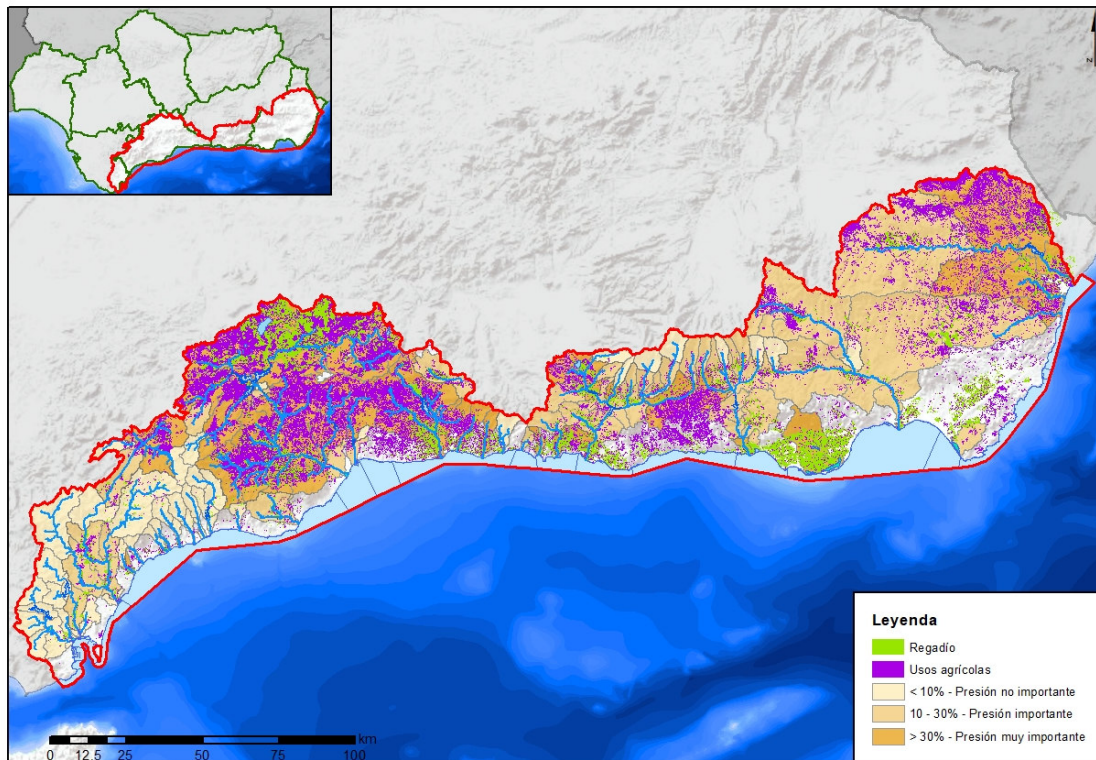 N
Leyenda
Regadío
Usos agrícolas
< 10% - Presión no importante
10 - 30% - Presión importante
> 30% - Presión muy importante
km
0 12,5 25 50 75 100